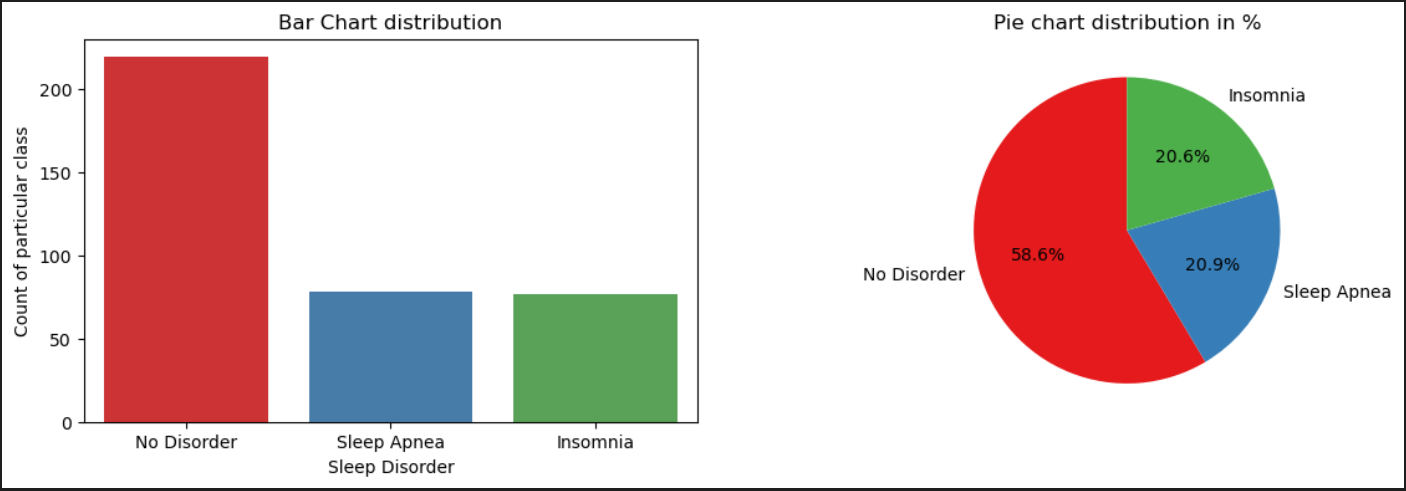 Bar Chart distribution
Count of particular class
200
150
100
50
0
No Disorder
Sleep Apnea
Insomnia
Sleep Disorder
Pie chart distribution in %
Insomnia
20.6%
58.6%
20.9%
No Disorder
Sleep Apnea